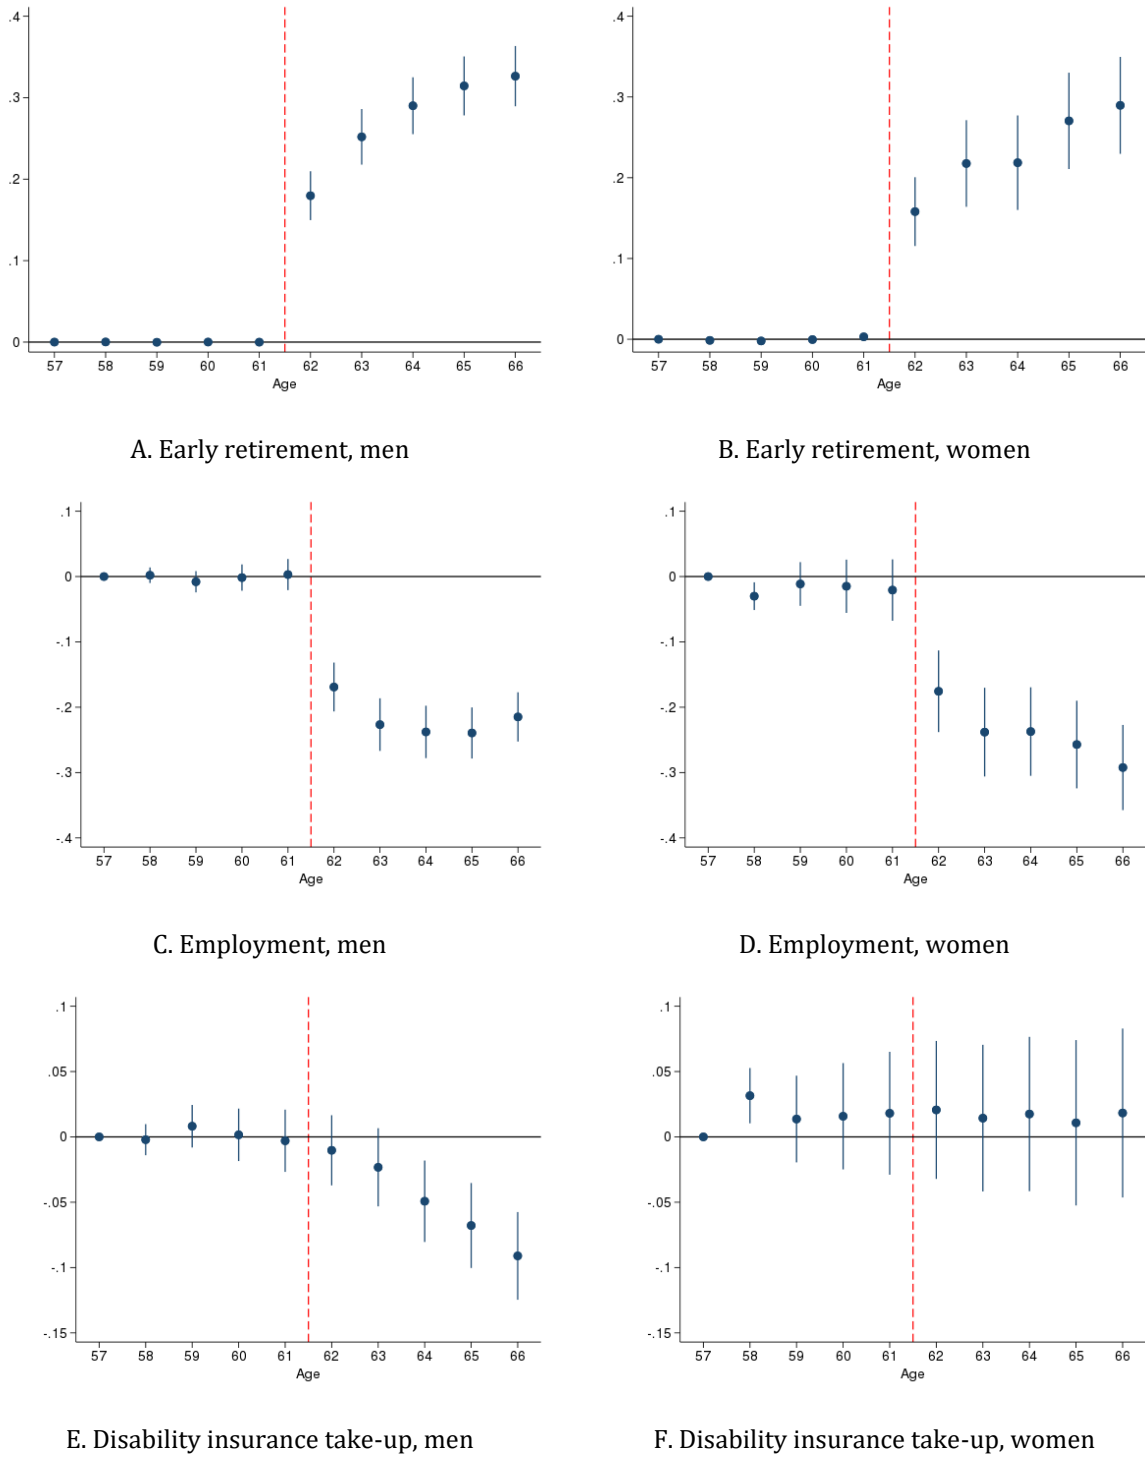 .4
.3
.2
.1
0
57 58 59 60 61 62 63 64 65 66
Age
A. Early retirement, men
.4
.3
.2
.1
0
57 58 59 60 61 62 63 64 65 66
Age
B. Early retirement, women
.1
0
-.1
-.2
-.3
-.4
57 58 59 60 61 62 63 64 65 66
Age
C. Employment, men
.1
0
-.1
-.2
-.3
-.4
57 58 59 60 61 62 63 64 65 66
Age
D. Employment, women
.1
.05
0
-.05
-.1
-.15
57 58 59 60 61 62 63 64 65 66
Age
E. Disability insurance take-up, men
.1
.05
0
-.05
-.1
-.15
57 58 59 60 61 62 63 64 65 66
Age
F. Disability insurance take-up, women